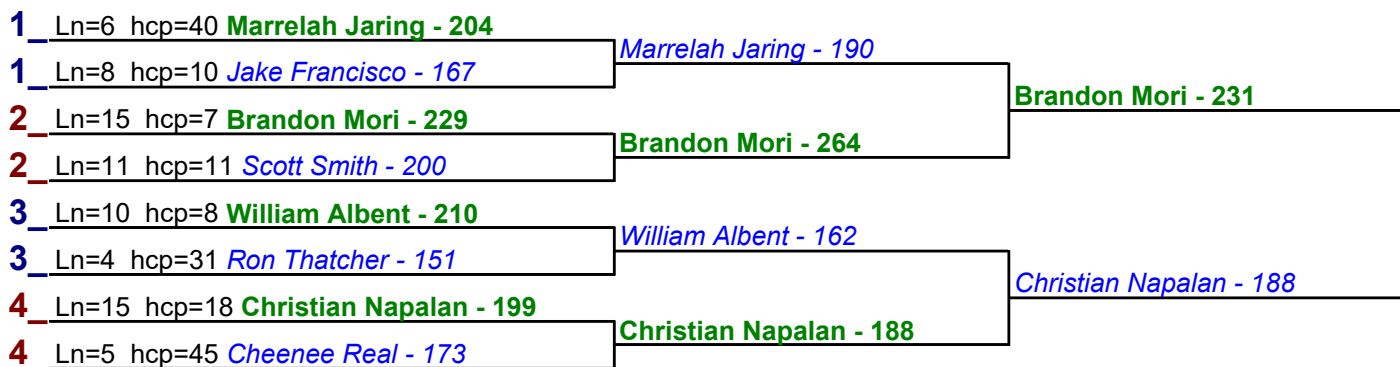 1_ Ln=6 hcp=40 Marrelah Jaring - 204
Marrelah Jaring - 190
1_ Ln=8 hcp=10 Jake Francisco - 167
Brandon Mori - 231
2_ Ln=15 hcp=7 Brandon Mori - 229
Brandon Mori - 264
2_ Ln=11 hcp=11 Scott Smith - 200
3_ Ln=10 hcp=8 William Albent - 210
William Albent - 162
3_ Ln=4 hcp=31 Ron Thatcher - 151
Christian Napalan - 188
4_ Ln=15 hcp=18 Christian Napalan - 199
Christian Napalan - 188
4 Ln=5 hcp=45 Cheenee Real - 173